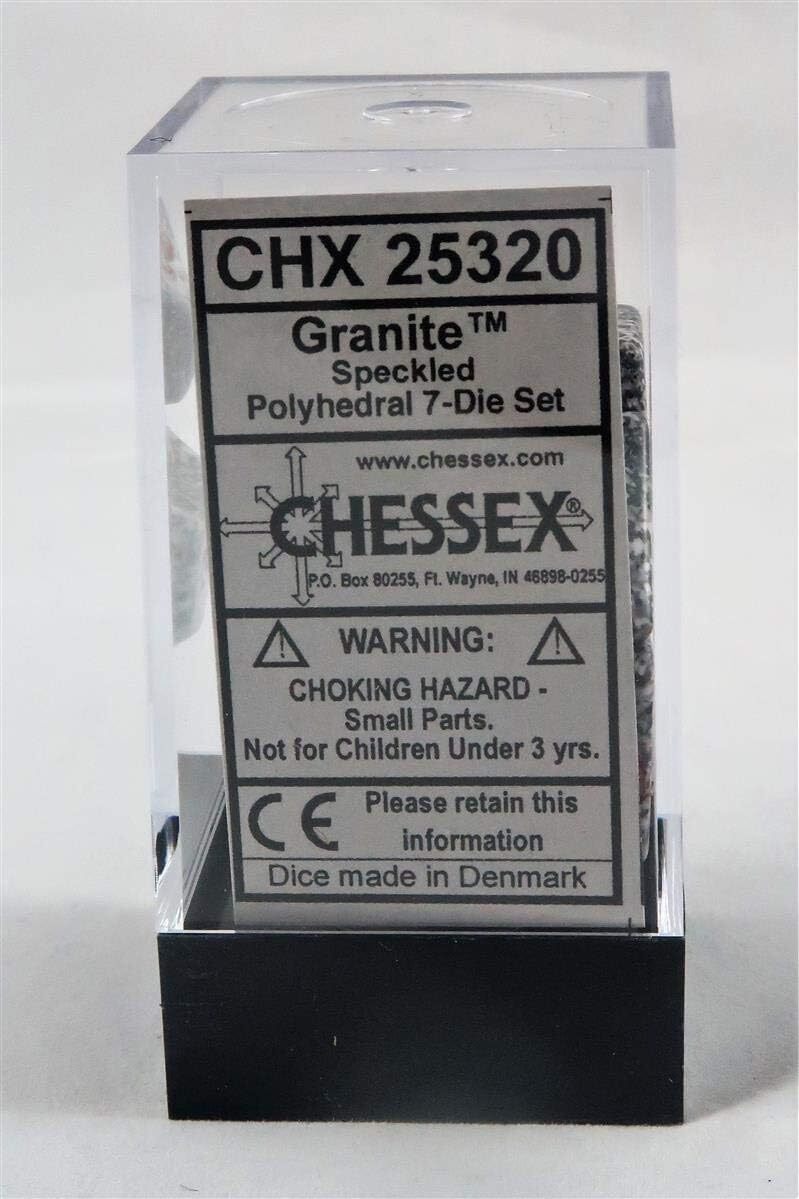 CHX 25320
Granite™
Speckled
Polyhedral 7-Die Set
www.chessex.com
CHESSEX®
P.O. Box 80255, Ft. Wayne, IN 46898-0255
WARNING:
CHOKING HAZARD -
Small Parts.
Not for Children Under 3 yrs.
CE Please retain this
information
Dice made in Denmark